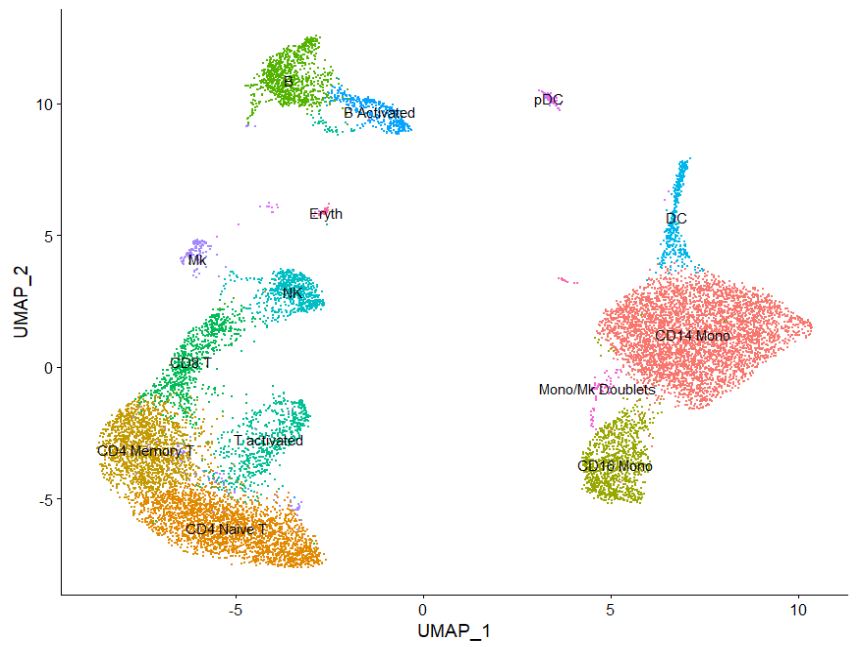 B
B Activated
pDC
10
Eryth
DC
5
Mk
NK
UMAP_2
CD14 Mono
CD8 T
0
Mono/Mk Doublets
T activated
CD4 Memory T
CD16 Mono
-5
CD4 Naive T
-5
0
5
10
UMAP_1